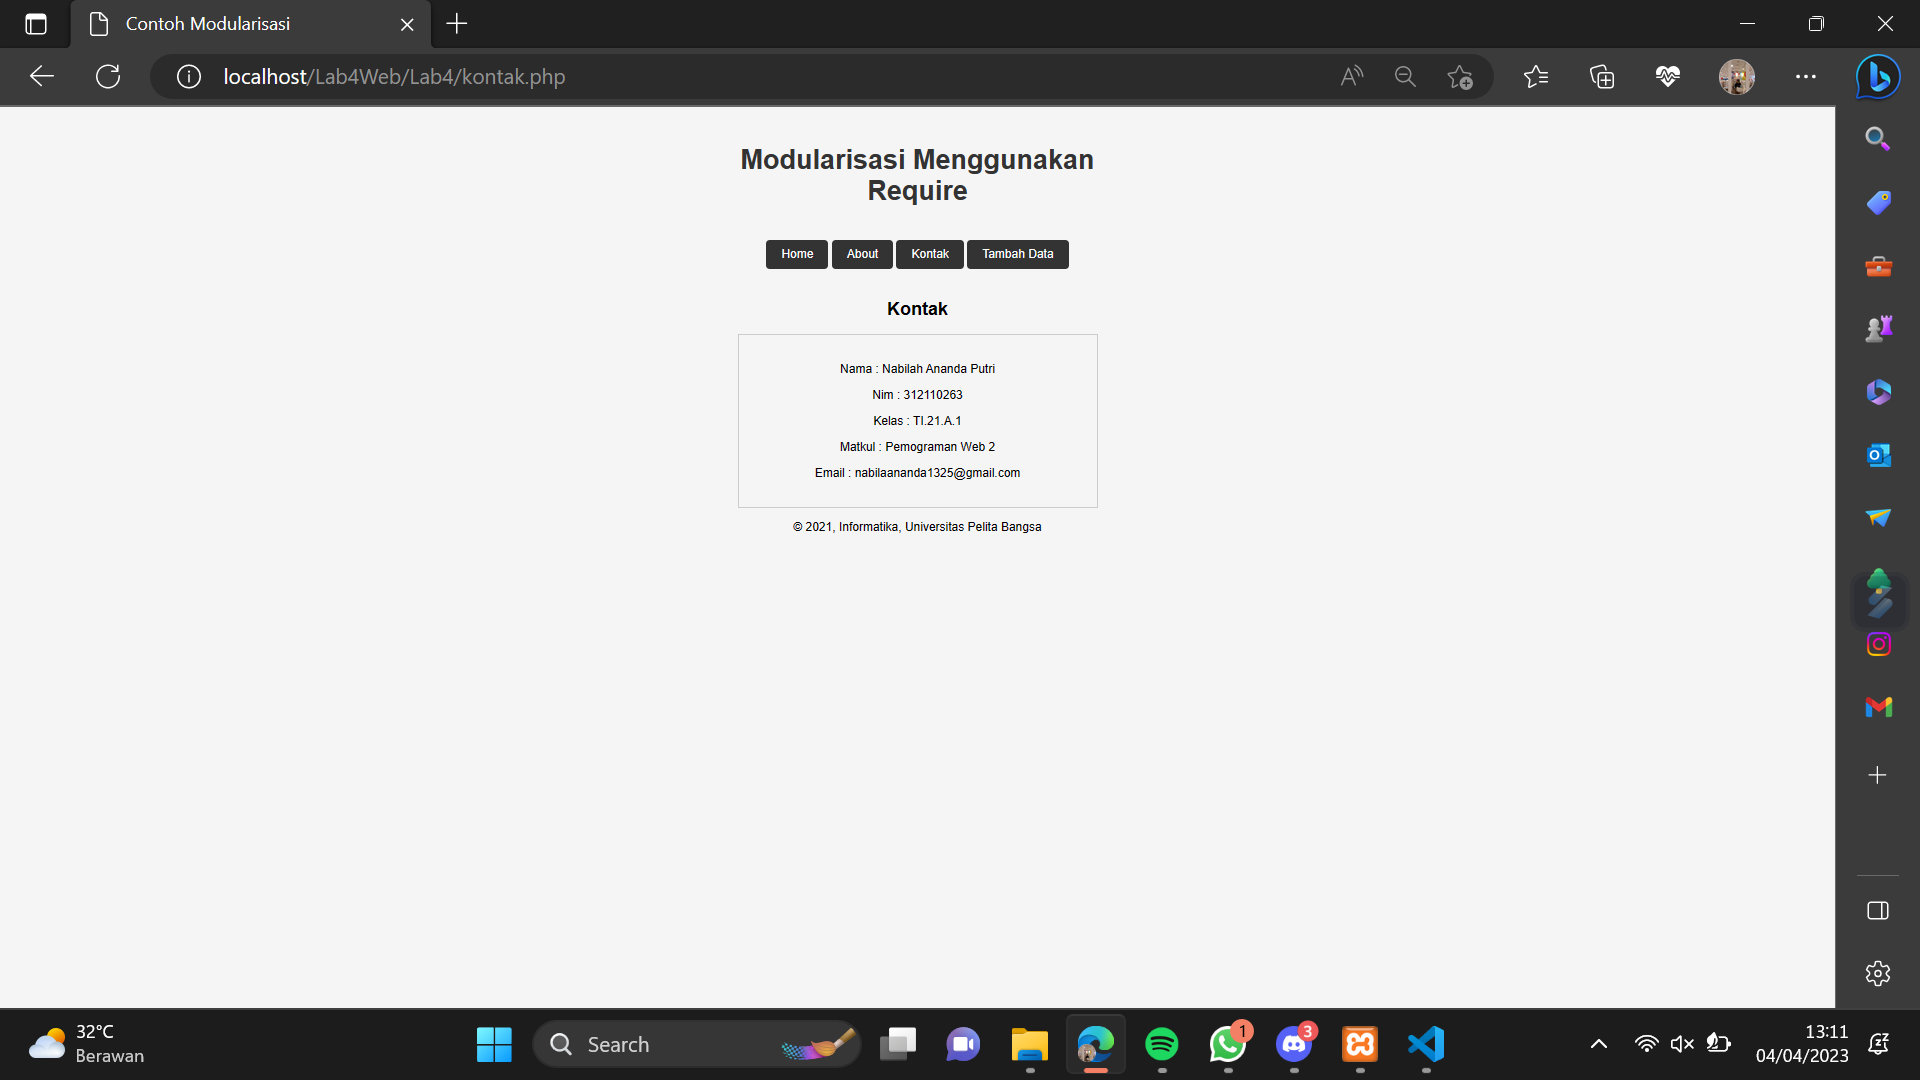 Contoh Modularisasi
localhost/Lab4Web/Lab4/kontak.php
Modularisasi Menggunakan
Require
Home About Kontak Tambah Data
Kontak
Nama : Nabilah Ananda Putri
Nim : 312110263
Kelas : TI.21.A.1
Matkul : Pemograman Web 2
Email : nabilaananda1325@gmail.com
© 2021, Informatika, Universitas Pelita Bangsa
32°C
Berawan
Search
1
3
13:11
04/04/2023